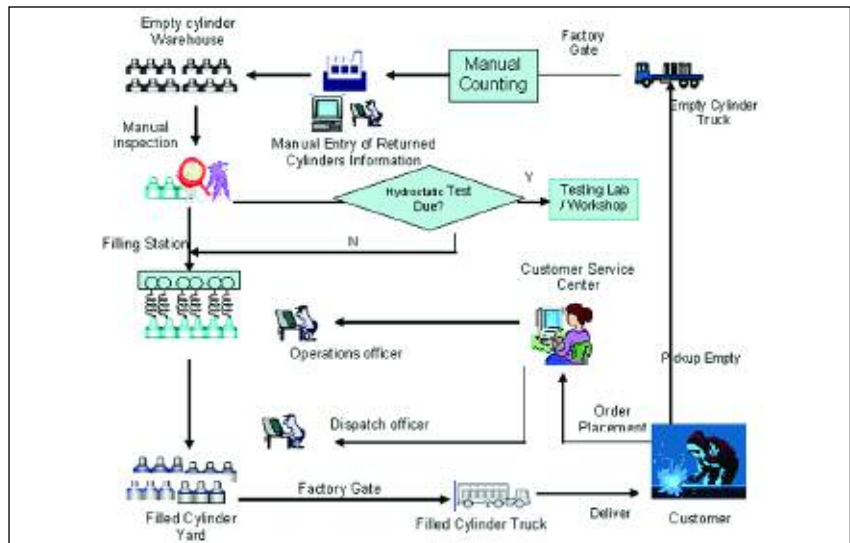 Empty cylinder
Warehouse
Factory
Gate
Manual
Counting
Empty Cylinder
Truck
Manual
inspection
Manual Entry of Returned
Cylinders Information
Hydrostatic Test
Due?
Y
Testing Lab
/ Workshop
N
Filling Station
Customer Service
Center
Operations officer
Pickup Empty
Order
Placement
Dispatch officer
Factory Gate
Filled Cylinder
Yard
Filled Cylinder Truck
Deliver
Customer